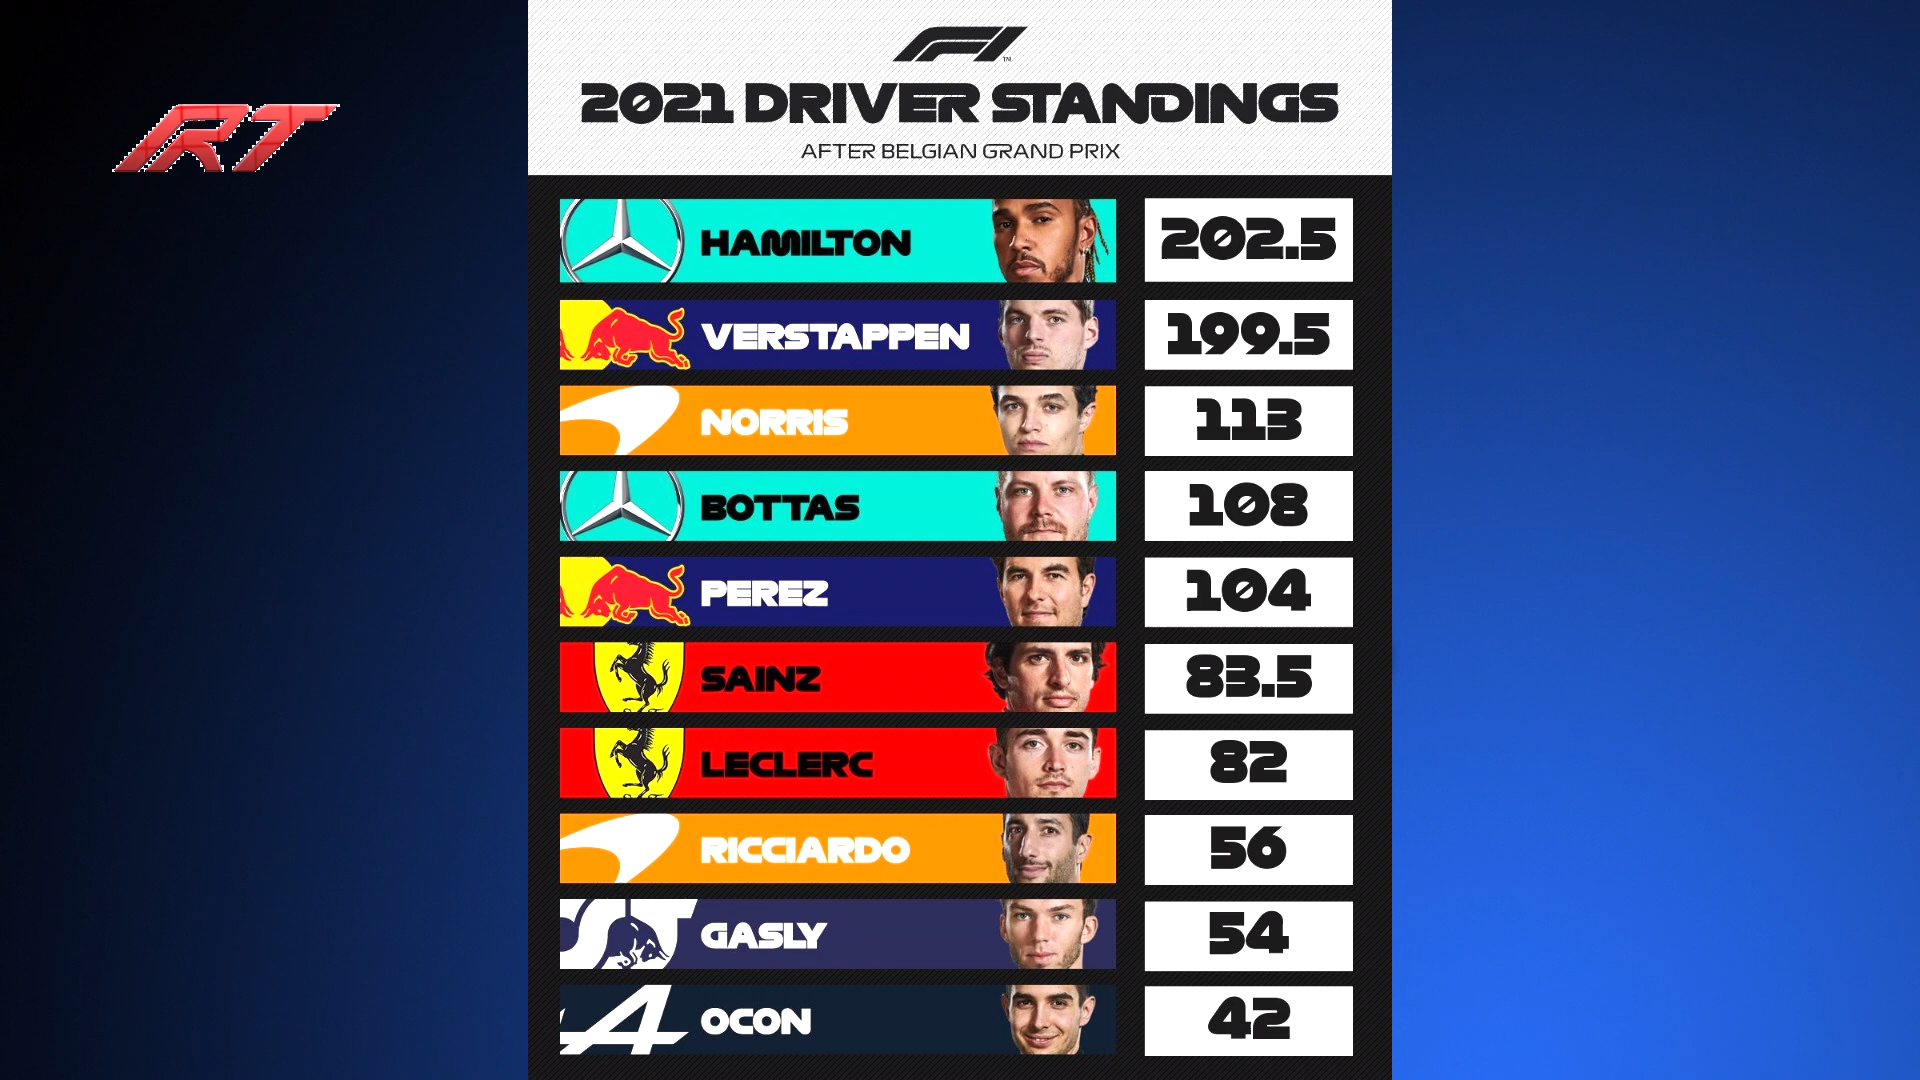 RT
F1™
2021 DRIVER STANDINGS
AFTER BELGIAN GRAND PRIX
HAMILTON 202.5
VERSTAPPEN 199.5
NORRIS 113
BOTTAS 108
PEREZ 104
SAINZ 83.5
LECLERC 82
RICCIARDO 56
GASLY 54
OCON 42